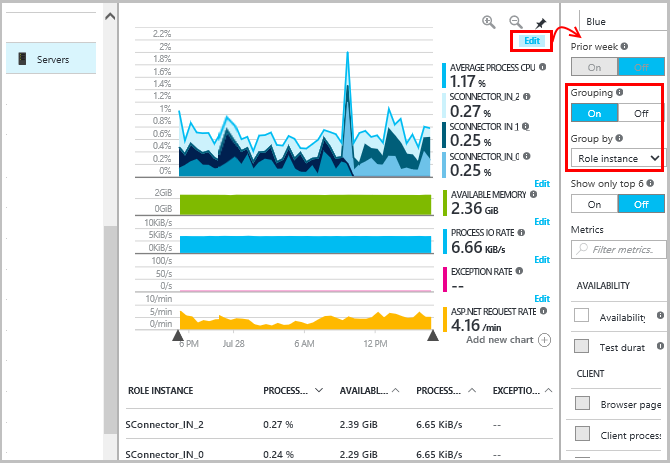 Servers
2.2%
2%
1.8%
1.6%
1.4%
1.2%
1%
0.8%
0.6%
0.4%
0.2%
0%
2GiB
0GiB
10KiB/s
5KiB/s
0KiB/s
100/s
50/s
0/s
10/min
5/min
0/min
6 PM
Jul 28
6 AM
12 PM
Edit
AVERAGE PROCESS CPU
1.17 %
SCONNECTOR_IN_2
0.27 %
SCONNECTOR_IN_1
0.25 %
SCONNECTOR_IN_0
0.25 %
Edit
AVAILABLE MEMORY
2.36 GiB
Edit
PROCESS IO RATE
6.66 KiB/s
Edit
EXCEPTION RATE
--
Edit
ASP.NET REQUEST RATE
4.16 /min
Add new chart
ROLE INSTANCE PROCESS... AVAILABL... PROCESS... EXCEPTIO...
SConnector_IN_2 0.27 % 2.39 GiB 6.65 KiB/s --
SConnector_IN_0 0.24 % 2.29 GiB 6.65 KiB/s --
Blue
Prior week
On Off
Grouping
On Off
Group by
Role instance
Show only top 6
On Off
Metrics
Filter metrics.
AVAILABILITY
Availability
Test durat
CLIENT
Browser page
Client process